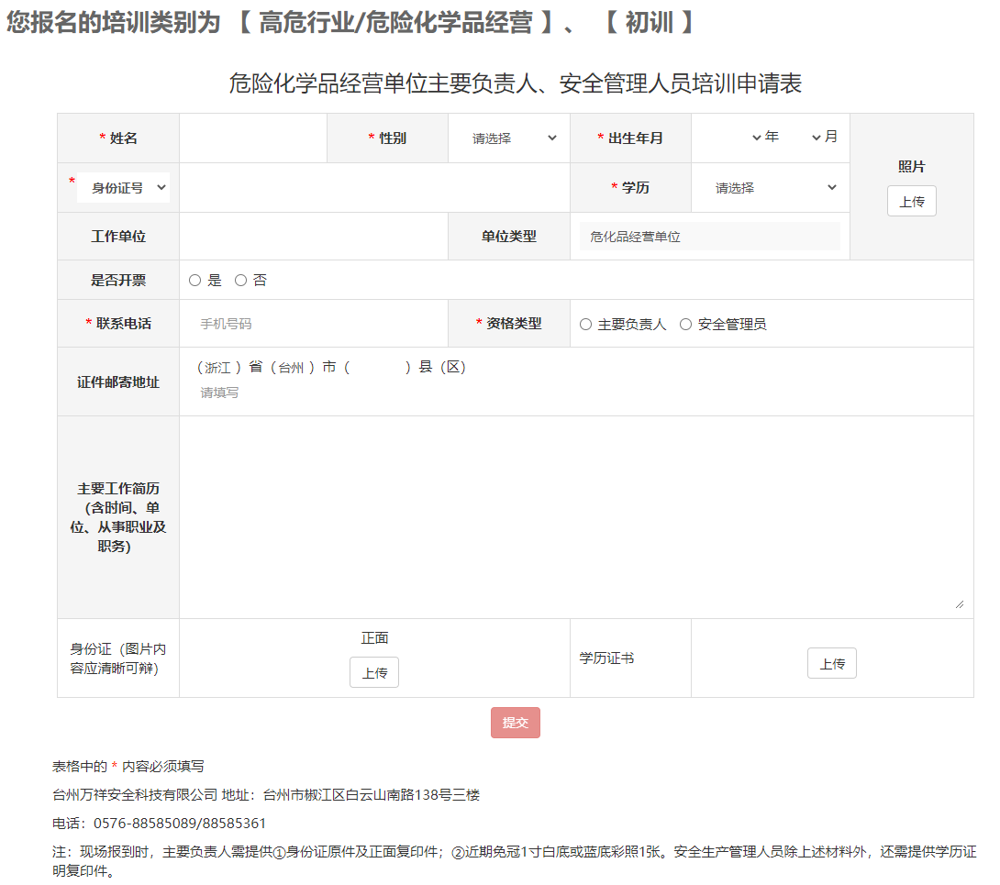 您报名的培训类别为 【 高危行业/危险化学品经营 】、 【 初训 】
危险化学品经营单位主要负责人、安全管理人员培训申请表
* 姓名
* 性别
请选择
* 出生年月
年
月
照片
上传
* 身份证号
* 学历
请选择
工作单位
单位类型
危化品经营单位
是否开票
是
否
* 联系电话
手机号码
* 资格类型
主要负责人
安全管理员
证件邮寄地址
（浙江 ）省（台州 ）市（ ）县（区）
请填写
主要工作简历
（含时间、单
位、从事职业及
职务）
身份证（图片内
容应清晰可辩）
正面
上传
学历证书
上传
提交
表格中的 * 内容必须填写
台州万祥安全科技有限公司 地址：台州市椒江区白云山南路138号三楼
电话：0576-88585089/88585361
注：现场报到时，主要负责人需提供①身份证原件及正面复印件；②近期免冠1寸白底或蓝底彩照1张。安全生产管理人员除上述材料外，还需提供学历证
明复印件。